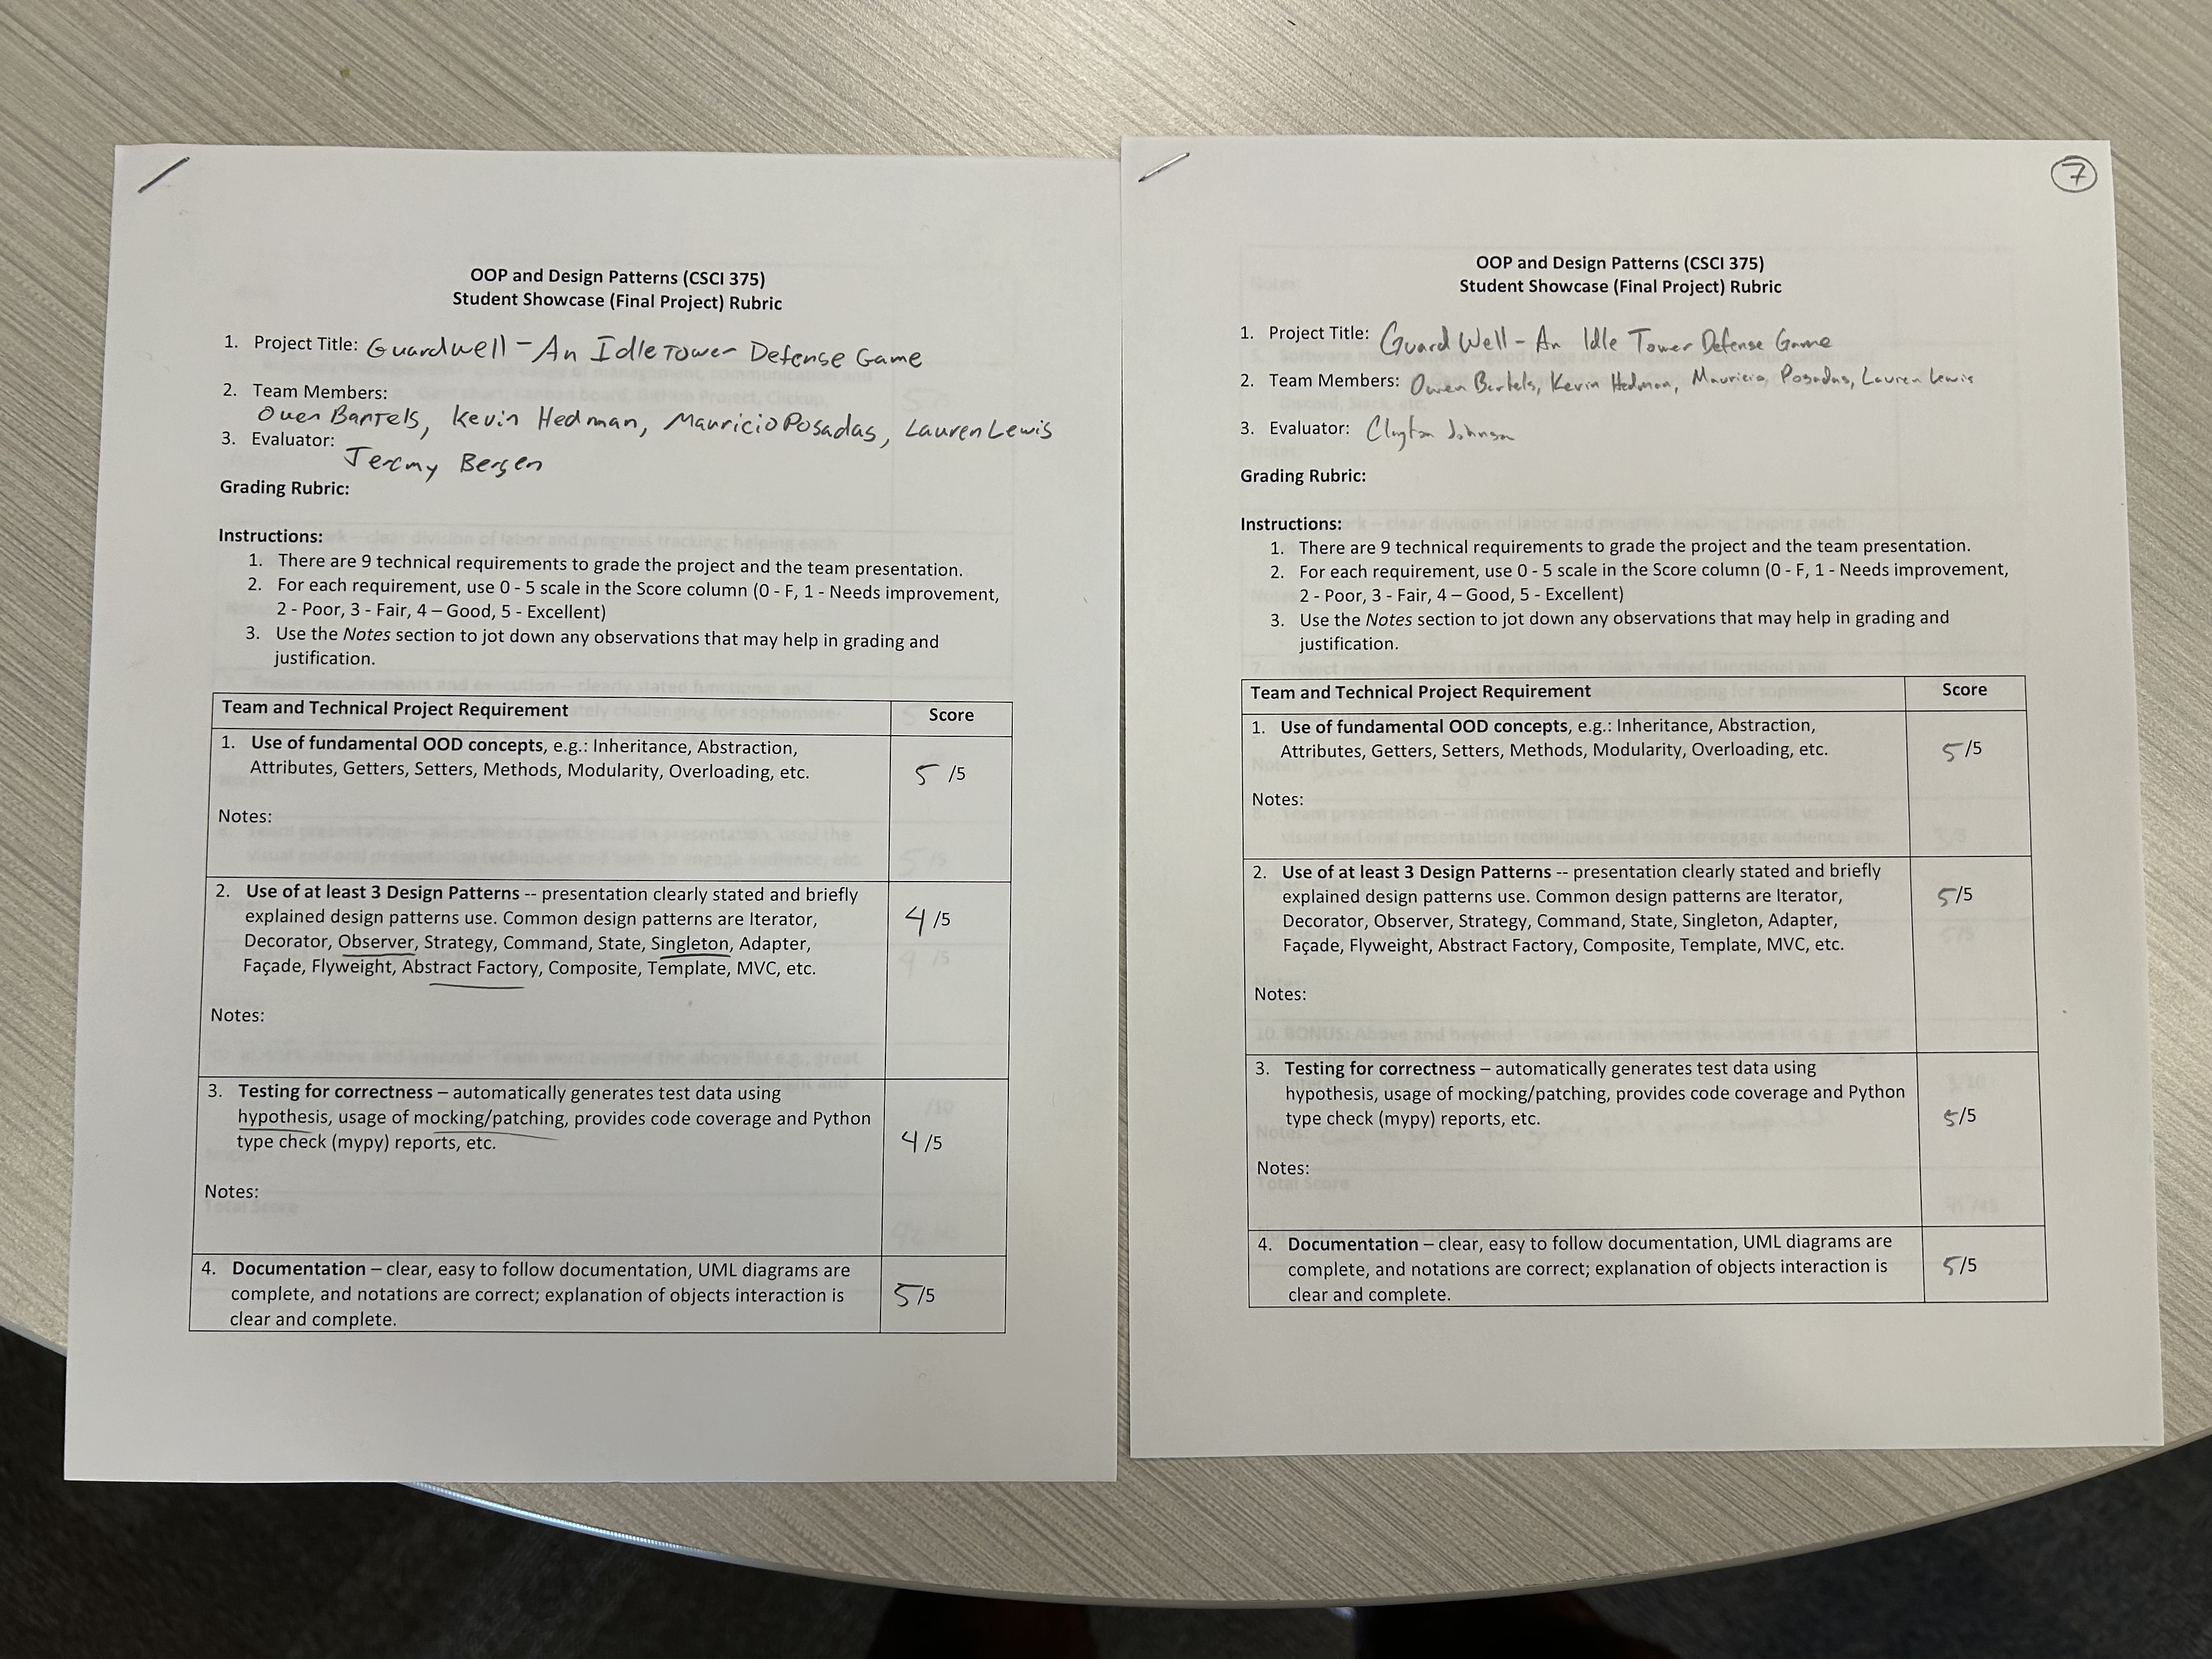 OOP and Design Patterns (CSCI 375)
Student Showcase (Final Project) Rubric
1. Project Title: Guardwell - An Idle Tower Defense Game
2. Team Members:
Owen Bartels, Kevin Hedman, Mauricio Posadas, Lauren Lewis
3. Evaluator:
Jeremy Bergen
Grading Rubric:
Instructions:
1. There are 9 technical requirements to grade the project and the team presentation.
2. For each requirement, use 0 - 5 scale in the Score column (0 - F, 1 - Needs improvement,
2 - Poor, 3 - Fair, 4 – Good, 5 - Excellent)
3. Use the Notes section to jot down any observations that may help in grading and
justification.
Team and Technical Project Requirement
Score
1. Use of fundamental OOD concepts, e.g.: Inheritance, Abstraction,
Attributes, Getters, Setters, Methods, Modularity, Overloading, etc.
5 /5
Notes:
2. Use of at least 3 Design Patterns -- presentation clearly stated and briefly
explained design patterns use. Common design patterns are Iterator,
Decorator, Observer, Strategy, Command, State, Singleton, Adapter,
Façade, Flyweight, Abstract Factory, Composite, Template, MVC, etc.
4 /5
Notes:
3. Testing for correctness – automatically generates test data using
hypothesis, usage of mocking/patching, provides code coverage and Python
type check (mypy) reports, etc.
4 /5
Notes:
4. Documentation – clear, easy to follow documentation, UML diagrams are
complete, and notations are correct; explanation of objects interaction is
clear and complete.
5/5
7
OOP and Design Patterns (CSCI 375)
Student Showcase (Final Project) Rubric
1. Project Title: Guard Well - An Idle Tower Defense Game
2. Team Members: Owen Bartels, Kevin Hedman, Mauricio, Posadas, Lauren Lewis
3. Evaluator: Clayton Johnson
Grading Rubric:
Instructions:
1. There are 9 technical requirements to grade the project and the team presentation.
2. For each requirement, use 0 - 5 scale in the Score column (0 - F, 1 - Needs improvement,
2 - Poor, 3 - Fair, 4 – Good, 5 - Excellent)
3. Use the Notes section to jot down any observations that may help in grading and
justification.
Team and Technical Project Requirement
Score
1. Use of fundamental OOD concepts, e.g.: Inheritance, Abstraction,
Attributes, Getters, Setters, Methods, Modularity, Overloading, etc.
5/5
Notes:
2. Use of at least 3 Design Patterns -- presentation clearly stated and briefly
explained design patterns use. Common design patterns are Iterator,
Decorator, Observer, Strategy, Command, State, Singleton, Adapter,
Façade, Flyweight, Abstract Factory, Composite, Template, MVC, etc.
5/5
Notes:
3. Testing for correctness – automatically generates test data using
hypothesis, usage of mocking/patching, provides code coverage and Python
type check (mypy) reports, etc.
5/5
Notes:
4. Documentation – clear, easy to follow documentation, UML diagrams are
complete, and notations are correct; explanation of objects interaction is
clear and complete.
5/5